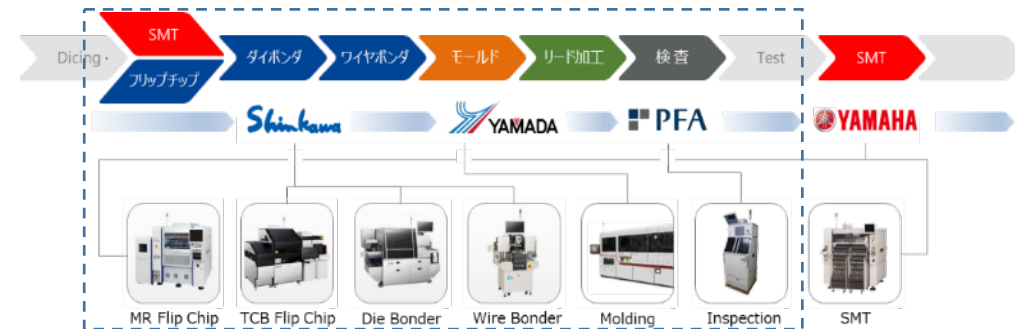 SMT
Dicing・
フリップチップ
ダイボンダ
ワイヤボンダ
モールド
リード加工
検査
Test
SMT
Shinkawa
YAMADA
PFA
YAMAHA
MR Flip Chip
TCB Flip Chip
Die Bonder
Wire Bonder
Molding
Inspection
SMT